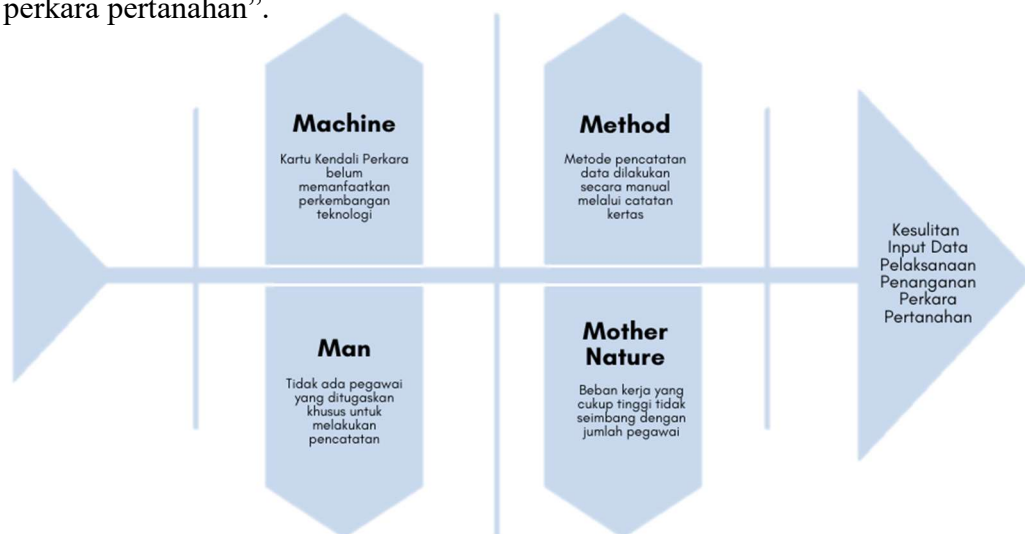 perkara pertanahan”.
Machine
Kartu Kendali Perkara
belum
memanfaatkan
perkembangan
teknologi
Method
Metode pencatatan
data dilakukan
secara manual
melalui catatan
kertas
Man
Tidak ada pegawai
yang ditugaskan
khusus untuk
melakukan
pencatatan
Mother
Nature
Beban kerja yang
cukup tinggi tidak
seimbang dengan
jumlah pegawai
Kesulitan
Input Data
Pelaksanaan
Penanganan
Perkara
Pertanahan